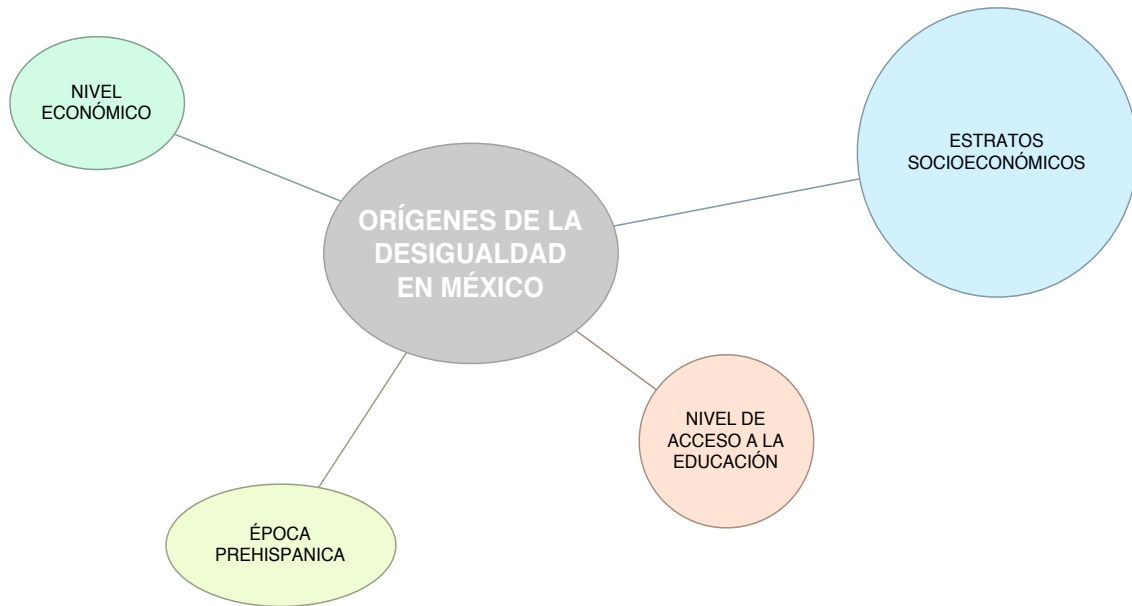 NIVEL
ECONÓMICO
ESTRATOS
SOCIOECONÓMICOS
ORÍGENES DE LA
DESIGUALDAD
EN MÉXICO
NIVEL DE
ACCESO A LA
EDUCACIÓN
ÉPOCA
PREHISPANICA